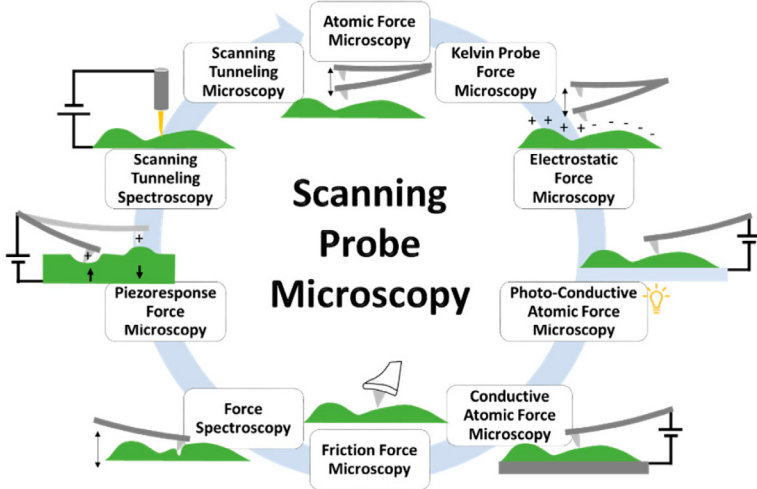 Atomic Force
Microscopy
Scanning
Tunneling
Microscopy
Kelvin Probe
Force
Microscopy
+ + + + - - - - -
Scanning
Tunneling
Spectroscopy
Electrostatic
Force
Microscopy
Scanning
Probe
Microscopy
+
+
Piezoresponse
Force
Microscopy
Photo-Conductive
Atomic Force
Microscopy
Force
Spectroscopy
Conductive
Atomic Force
Microscopy
Friction Force
Microscopy